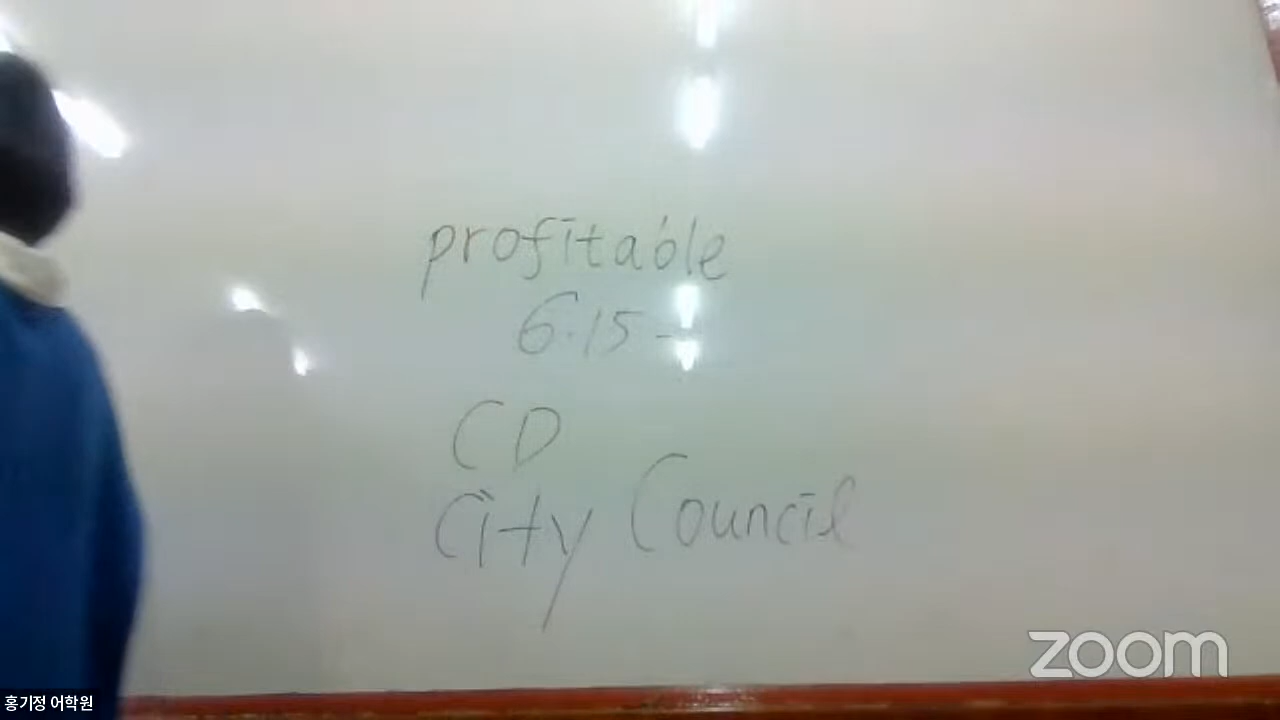 profitable
6.15-
CD
City Council
zoom
홍기정 어학원